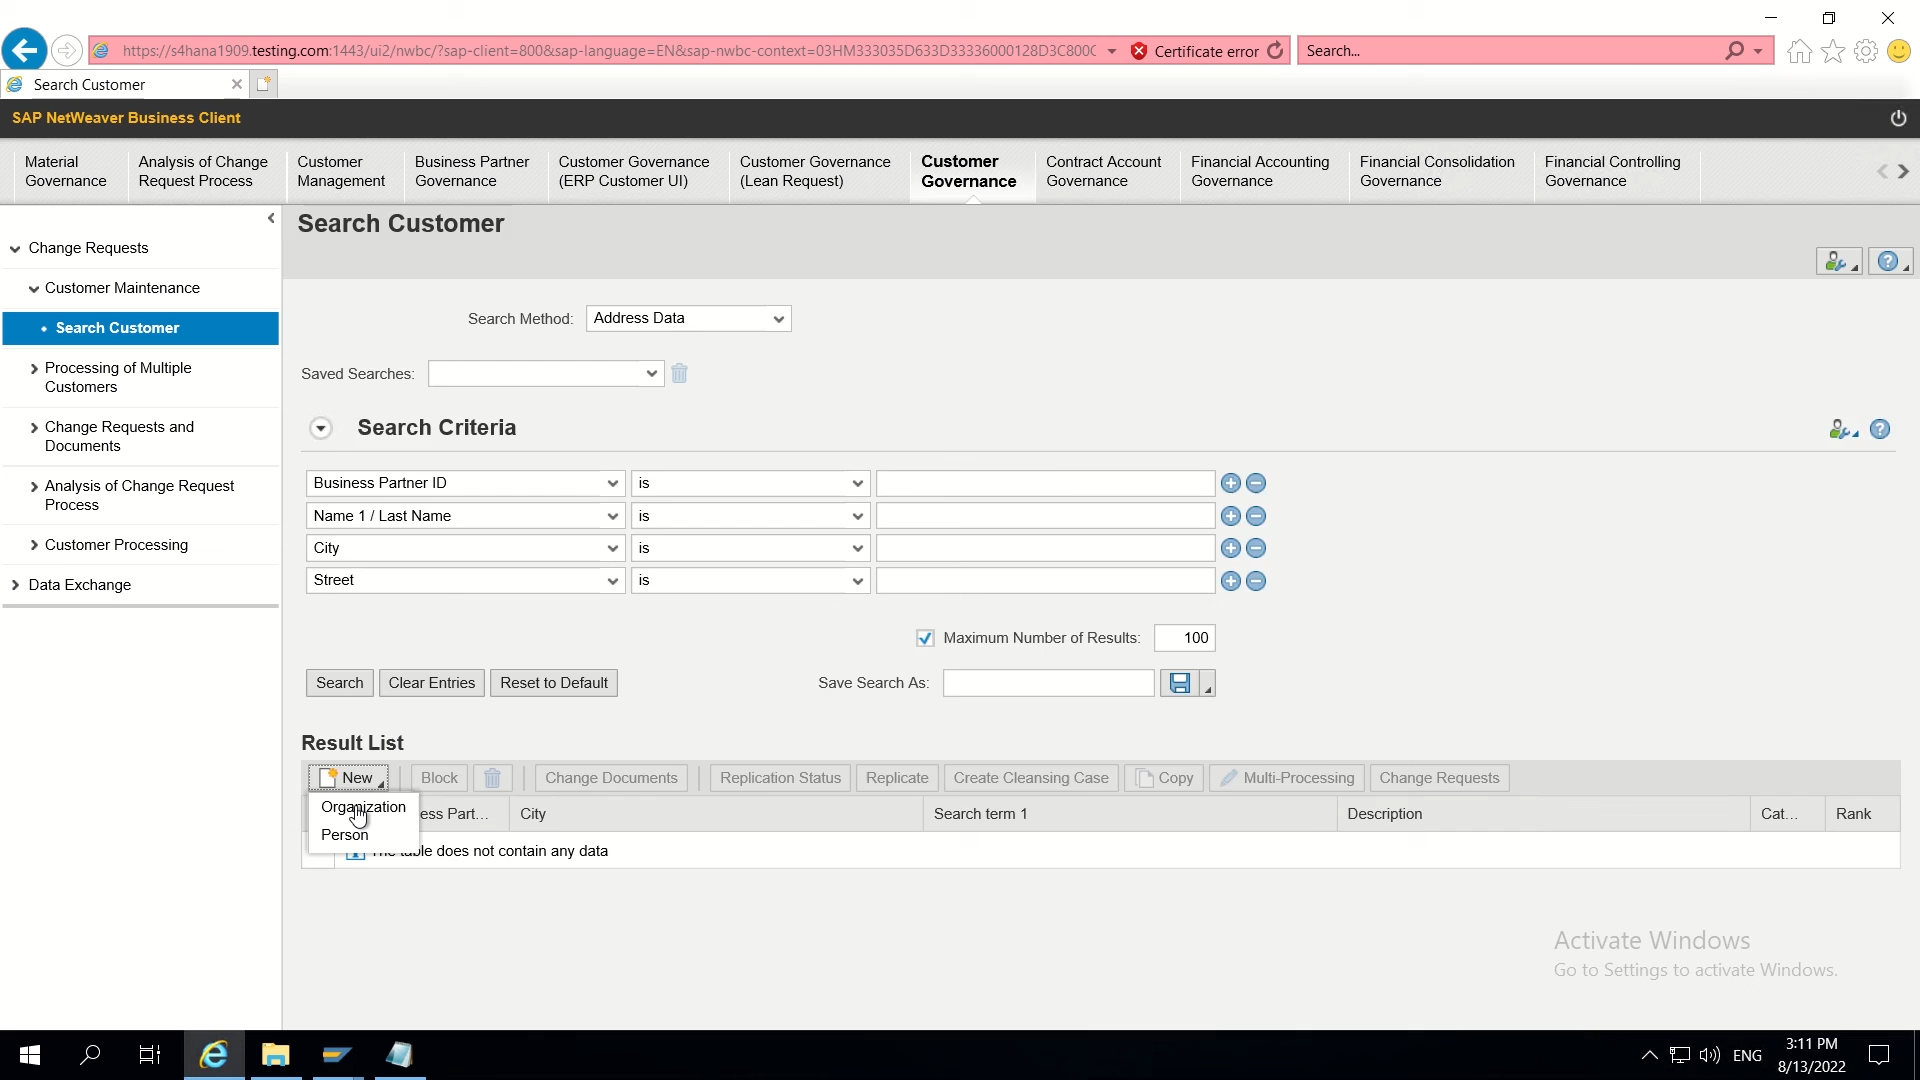 https://s4hana1909.testing.com:1443/ui2/nwbc/?sap-client=800&sap-language=EN&sap-nwbc-context=03HM333035D633D33336000128D3C800C
Certificate error
Search...
Search Customer
SAP NetWeaver Business Client
Material Governance
Analysis of Change Request Process
Customer Management
Business Partner Governance
Customer Governance (ERP Customer UI)
Customer Governance (Lean Request)
Customer Governance
Contract Account Governance
Financial Accounting Governance
Financial Consolidation Governance
Financial Controlling Governance
Change Requests
Customer Maintenance
Search Customer
Processing of Multiple
Customers
Change Requests and
Documents
Analysis of Change Request
Process
Customer Processing
Data Exchange
Search Customer
Search Method: Address Data
Saved Searches:
Search Criteria
Business Partner ID is
Name 1 / Last Name is
City is
Street is
Maximum Number of Results: 100
Search Clear Entries Reset to Default Save Search As:
Result List
New Block Change Documents Replication Status Replicate Create Cleansing Case Copy Multi-Processing Change Requests
Organization
Person
ess Part... City Search term 1 Description Cat... Rank
table does not contain any data
Activate Windows
Go to Settings to activate Windows.
ENG
3:11 PM
8/13/2022